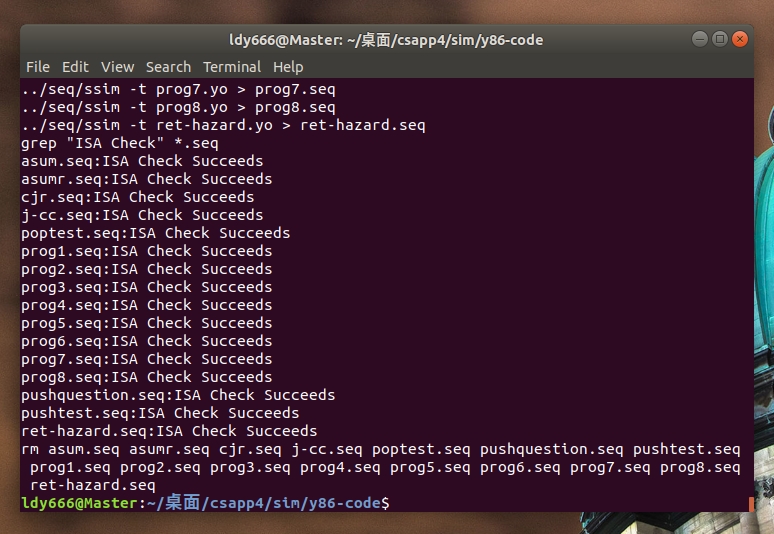 ldy666@Master: ~/桌面/csapp4/sim/y86-code
File Edit View Search Terminal Help
../seq/ssim -t prog7.yo > prog7.seq
../seq/ssim -t prog8.yo > prog8.seq
../seq/ssim -t ret-hazard.yo > ret-hazard.seq
grep "ISA Check" *.seq
asum.seq:ISA Check Succeeds
asumr.seq:ISA Check Succeeds
cjr.seq:ISA Check Succeeds
j-cc.seq:ISA Check Succeeds
poptest.seq:ISA Check Succeeds
prog1.seq:ISA Check Succeeds
prog2.seq:ISA Check Succeeds
prog3.seq:ISA Check Succeeds
prog4.seq:ISA Check Succeeds
prog5.seq:ISA Check Succeeds
prog6.seq:ISA Check Succeeds
prog7.seq:ISA Check Succeeds
prog8.seq:ISA Check Succeeds
pushquestion.seq:ISA Check Succeeds
pushtest.seq:ISA Check Succeeds
ret-hazard.seq:ISA Check Succeeds
rm asum.seq asumr.seq cjr.seq j-cc.seq poptest.seq pushquestion.seq pushtest.seq
 prog1.seq prog2.seq prog3.seq prog4.seq prog5.seq prog6.seq prog7.seq prog8.seq
 ret-hazard.seq
ldy666@Master:~/桌面/csapp4/sim/y86-code$